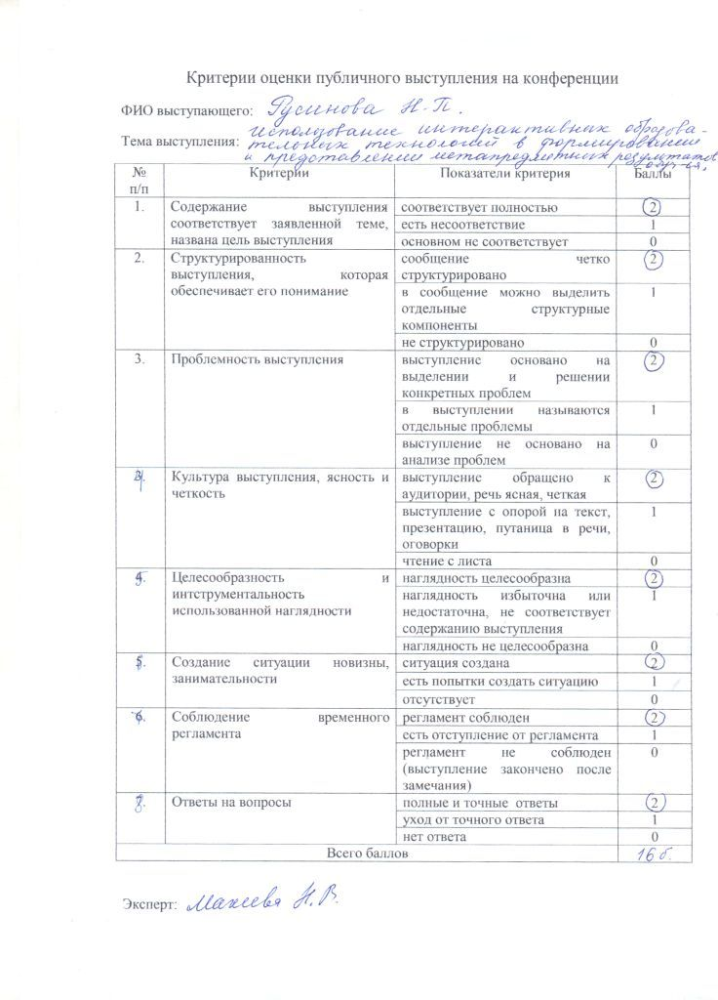 Критерии оценки публичного выступления на конференции
ФИО выступающего: Русинова Н.П.
Тема выступления: Использование интерактивных образова-
тельных технологий в формировании
и представлении метапредметных результатов
№ п/п Критерии Показатели критерия Баллы
1. Содержание выступления соответствует полностью 2
соответствует заявленной теме, есть несоответствие 1
названа цель выступления основном не соответствует 0
2. Структурированность сообщение четко 2
выступления, которая структурировано
обеспечивает его понимание в сообщение можно выделить 1
отдельные структурные
компоненты
не структурировано 0
3. Проблемность выступления выступление основано на 2
выделении и решении
конкретных проблем
в выступлении называются 1
отдельные проблемы
выступление не основано на 0
анализе проблем
4. Культура выступления, ясность и выступление обращено к 2
четкость аудитории, речь ясная, четкая
выступление с опорой на текст, 1
презентацию, путаница в речи,
оговорки
чтение с листа 0
5. Целесообразность и наглядность целесообразна 2
интструментальность наглядность избыточна или 1
использованной наглядности недостаточна, не соответствует
содержанию выступления
наглядность не целесообразна 0
Создание ситуации новизны, ситуация создана 2
занимательности есть попытки создать ситуацию 1
отсутствует 0
Соблюдение временного регламент соблюден 2
регламента есть отступление от регламента 1
регламент не соблюден 0
(выступление закончено после
замечания)
8. Ответы на вопросы полные и точные ответы 2
уход от точного ответа 1
нет ответа 0
Всего баллов 16 б.
Эксперт: Махеева Н.В.